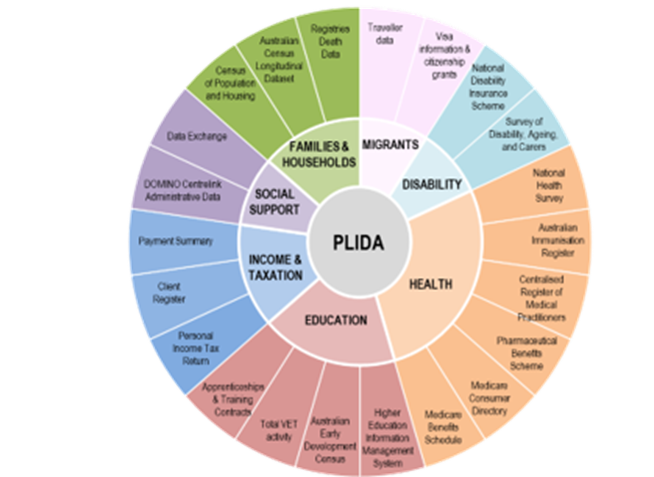 PLIDA
MIGRANTS
Traveller
data
Visa
information &
citizenship
grants
DISABILITY
National
Disability
Insurance
Scheme
Survey of
Disability, Ageing,
and Carers
HEALTH
National
Health
Survey
Australian
Immunisation
Register
Centralised
Register of
Medical
Practitioners
Pharmaceutical
Benefits
Scheme
Medicare
Consumer
Directory
Medicare
Benefits
Schedule
EDUCATION
Higher
Education
Information
Management
System
Australian
Early
Development
Census
Total VET
activity
Apprenticeships
& Training
Contracts
INCOME &
TAXATION
Personal
Income Tax
Return
Client
Register
Payment Summary
SOCIAL
SUPPORT
DOMINO Centrelink
Administrative Data
Data Exchange
FAMILIES &
HOUSEHOLDS
Census
of Population
and Housing
Australian
Census
Longitudinal
Dataset
Registries
Death
Data